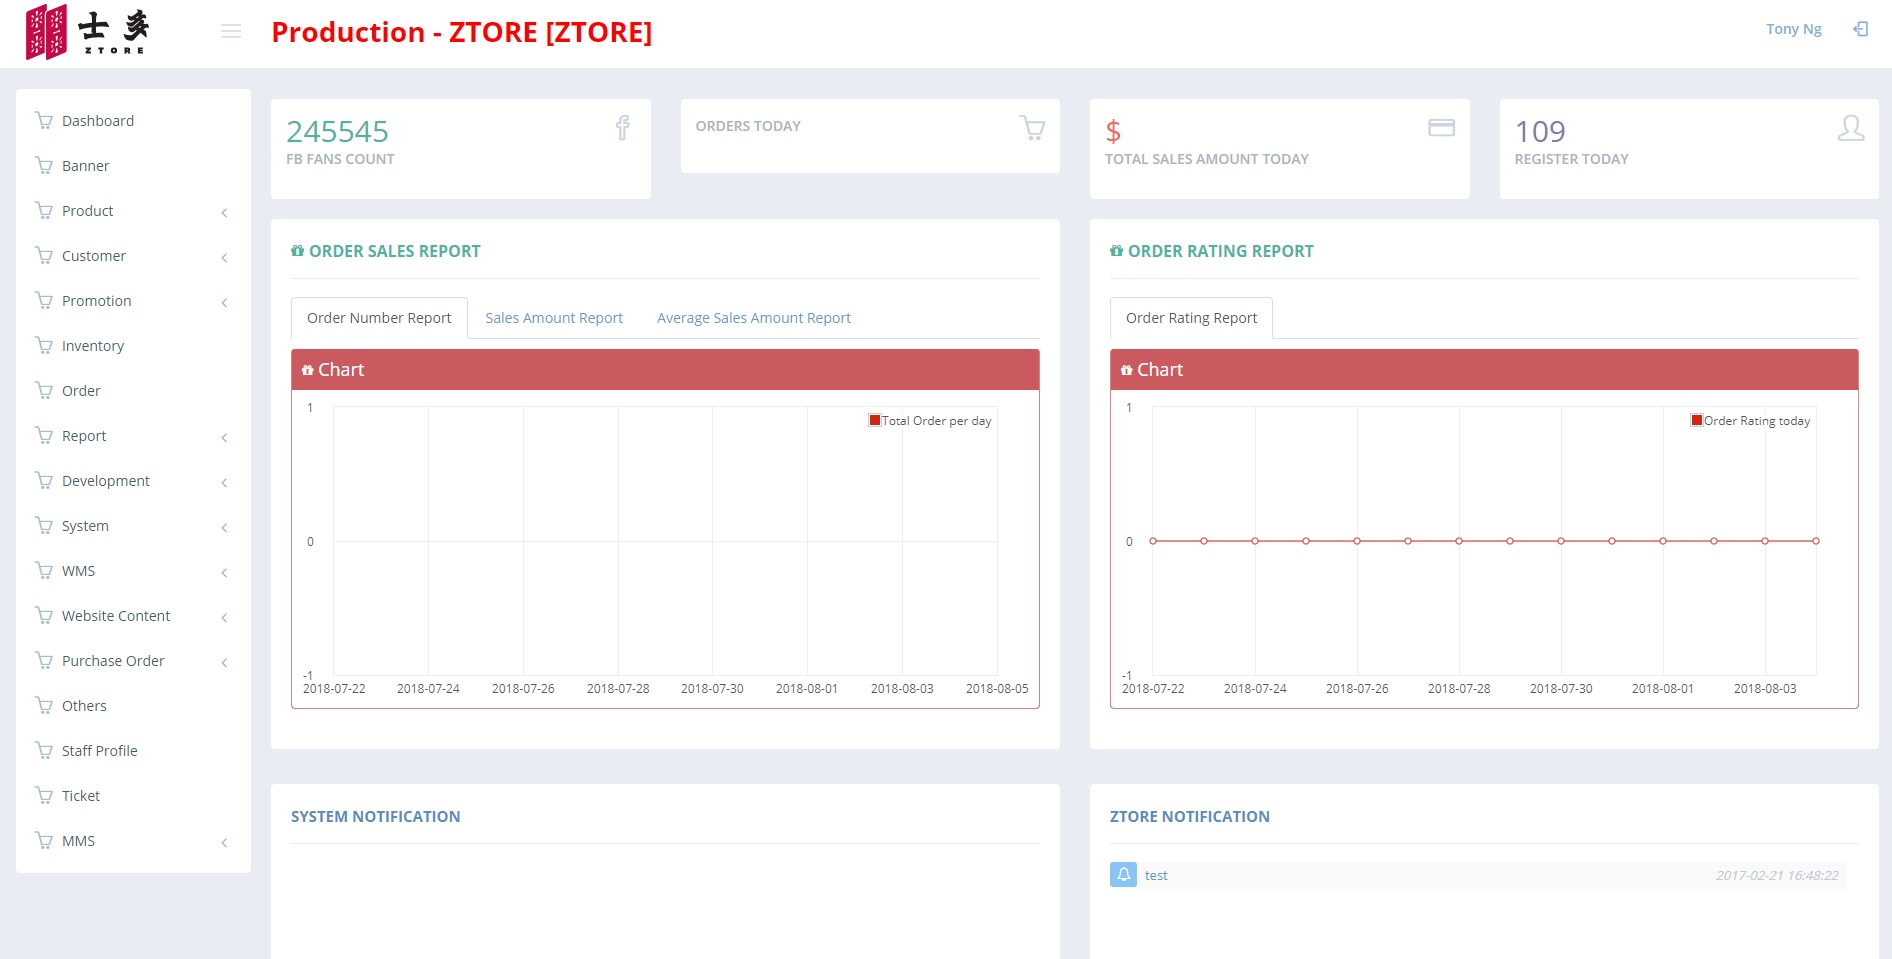 士多
ZTORE
Production - ZTORE [ZTORE]
Tony Ng
Dashboard
Banner
Product
Customer
Promotion
Inventory
Order
Report
Development
System
WMS
Website Content
Purchase Order
Others
Staff Profile
Ticket
MMS
245545
FB FANS COUNT
ORDERS TODAY
$
TOTAL SALES AMOUNT TODAY
109
REGISTER TODAY
ORDER SALES REPORT
Order Number Report Sales Amount Report Average Sales Amount Report
Chart
Total Order per day
1
0
-1
2018-07-22 2018-07-24 2018-07-26 2018-07-28 2018-07-30 2018-08-01 2018-08-03 2018-08-05
ORDER RATING REPORT
Order Rating Report
Chart
Order Rating today
1
0
-1
2018-07-22 2018-07-24 2018-07-26 2018-07-28 2018-07-30 2018-08-01 2018-08-03
SYSTEM NOTIFICATION
ZTORE NOTIFICATION
test 2017-02-21 16:48:22